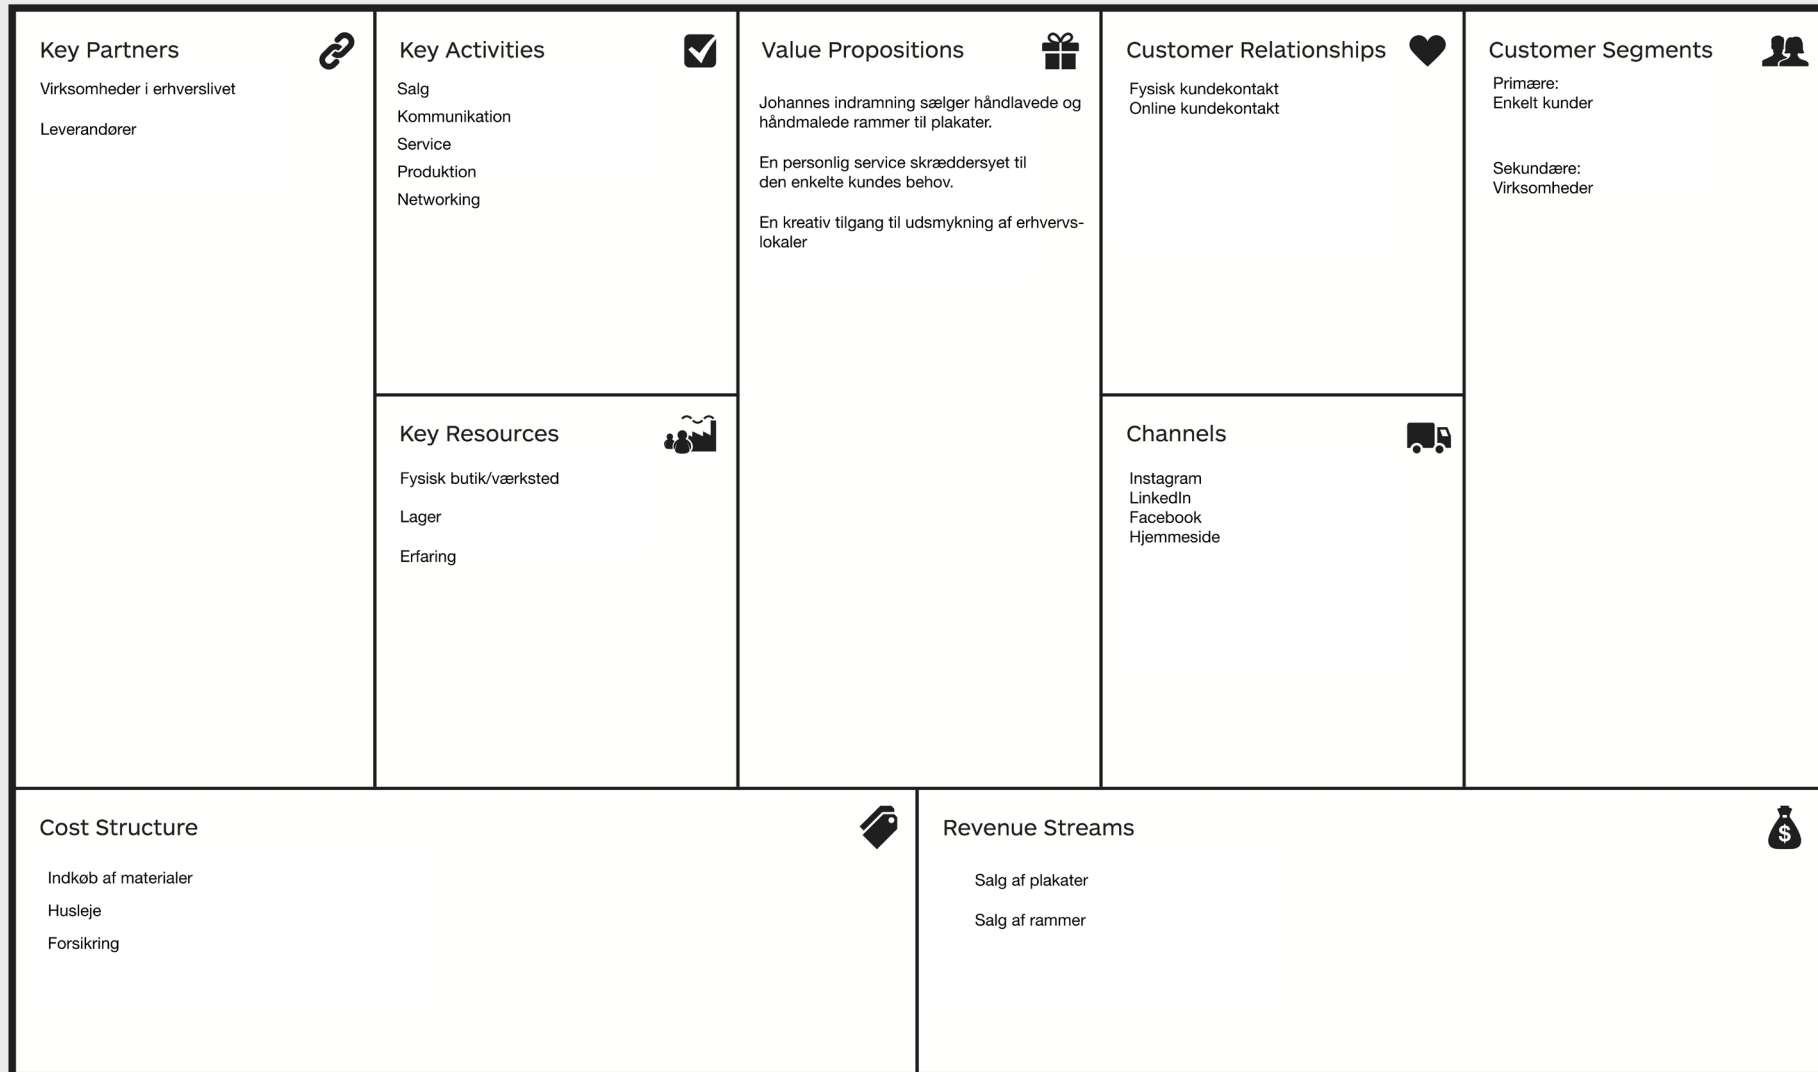 Key Partners
Virksomheder i erhverslivet
Leverandører
Key Activities
Salg
Kommunikation
Service
Produktion
Networking
Key Resources
Fysisk butik/værksted
Lager
Erfaring
Value Propositions
Johannes indramning sælger håndlavede og
håndmalede rammer til plakater.
En personlig service skræddersyet til
den enkelte kundes behov.
En kreativ tilgang til udsmykning af erhvervs-
lokaler
Customer Relationships
Fysisk kundekontakt
Online kundekontakt
Channels
Instagram
LinkedIn
Facebook
Hjemmeside
Customer Segments
Primære:
Enkelt kunder
Sekundære:
Virksomheder
Cost Structure
Indkøb af materialer
Husleje
Forsikring
Revenue Streams
$
Salg af plakater
Salg af rammer